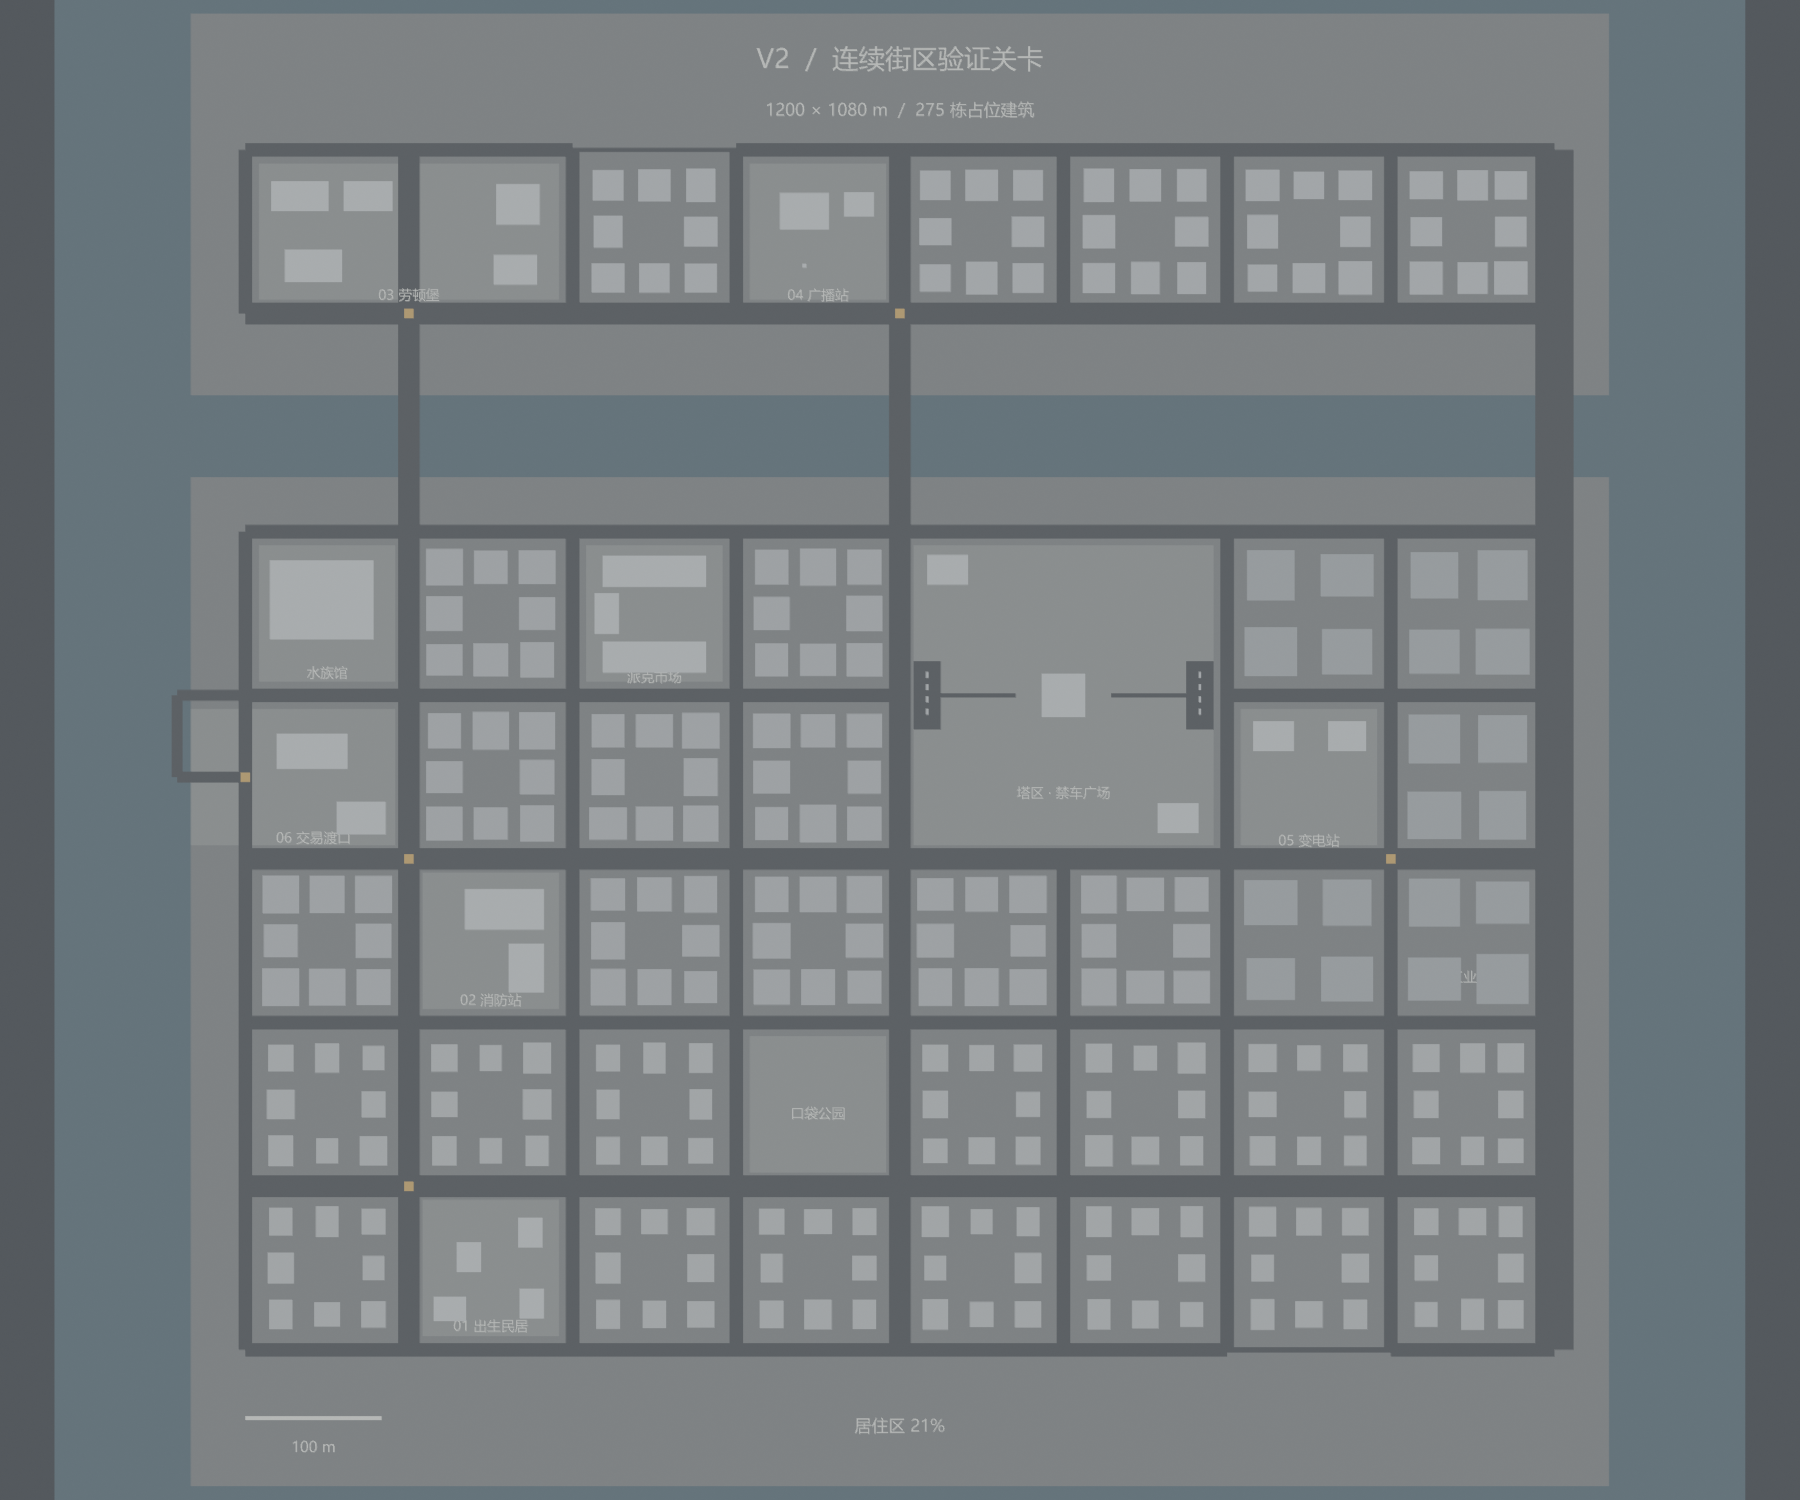 V2 / 连续街区验证关卡
1200 × 1080 m / 275 栋占位建筑
03 劳顿堡
04 广播站
水族馆
派克市场
塔区 · 禁车广场
06 交易渡口
05 变电站
02 消防站
业
口袋公园
01 出生民居
100 m
居住区 21%